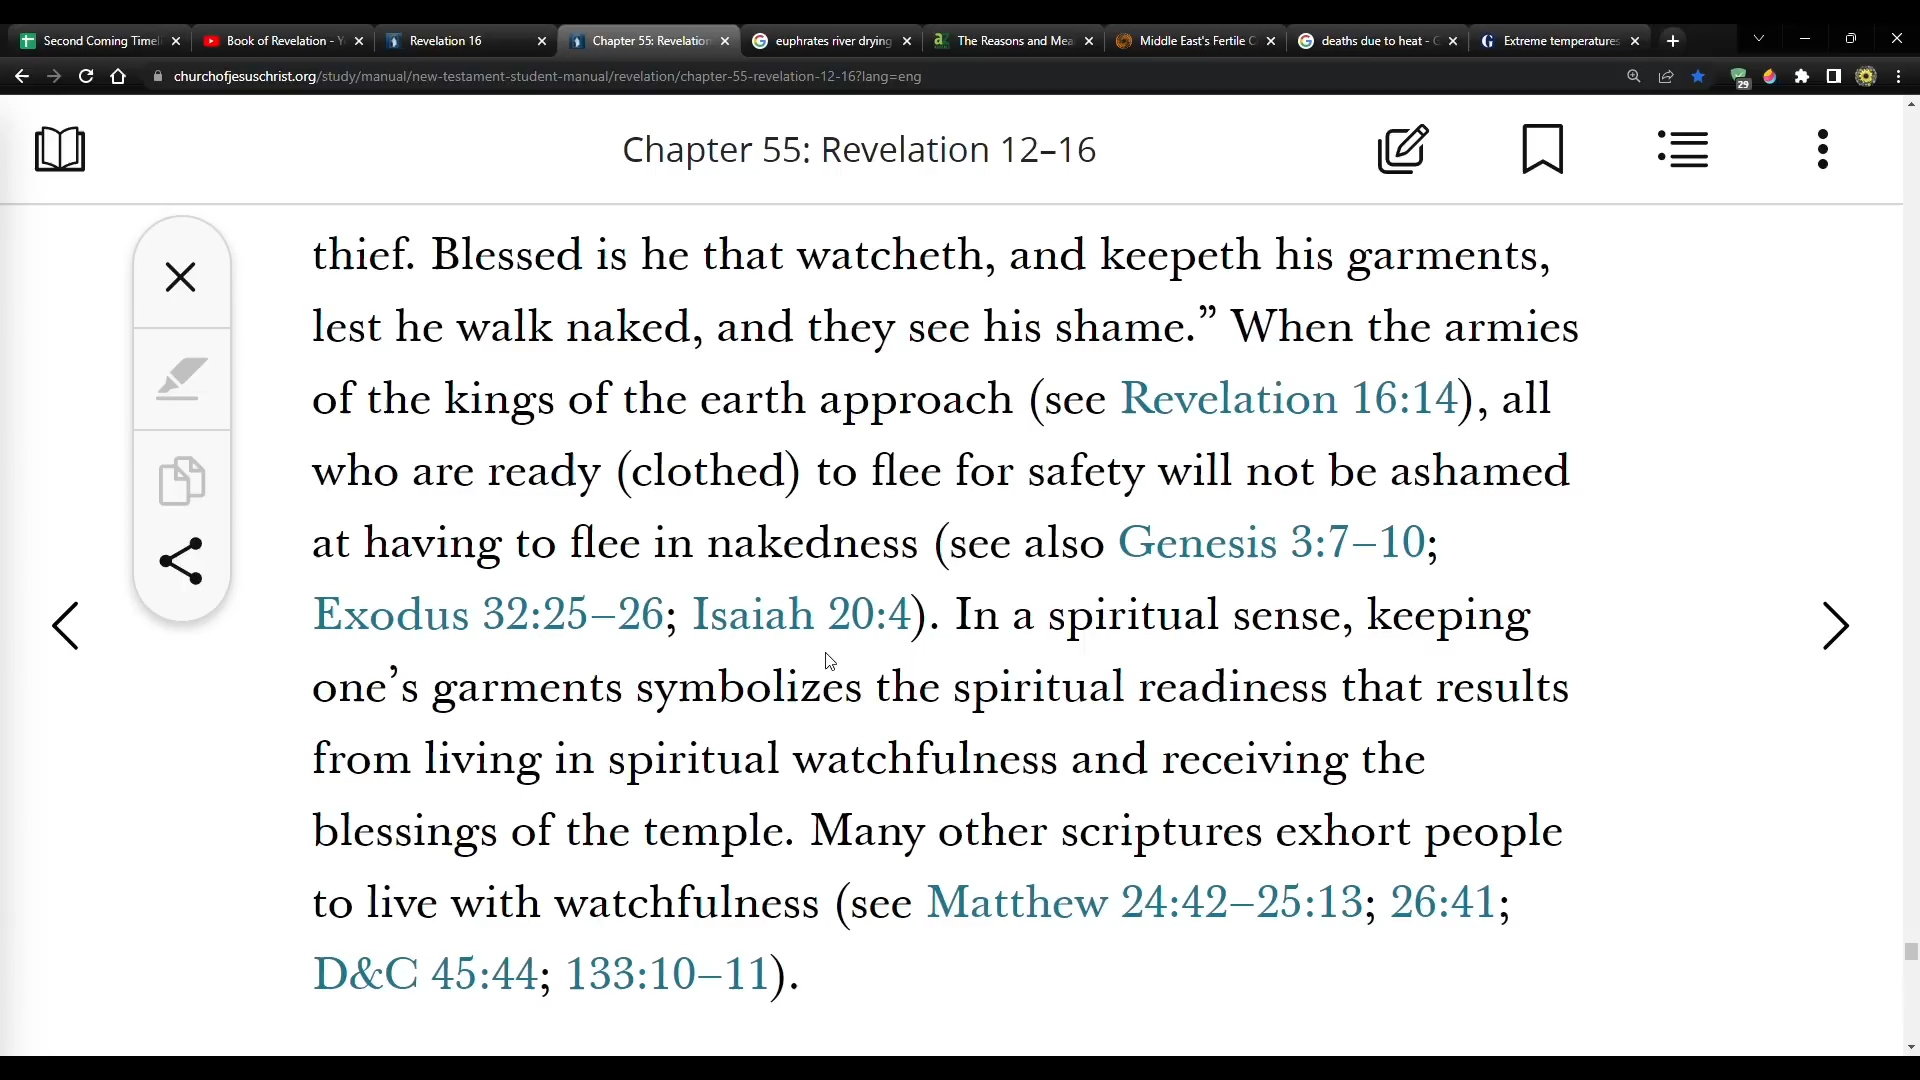 Second Coming Timel
Book of Revelation - Y
Revelation 16
Chapter 55: Revelation
euphrates river drying
The Reasons and Mea
Middle East's Fertile C
deaths due to heat - G
Extreme temperatures
churchofjesuschrist.org/study/manual/new-testament-student-manual/revelation/chapter-55-revelation-12-16?lang=eng
29
Chapter 55: Revelation 12–16
thief. Blessed is he that watcheth, and keepeth his garments,
lest he walk naked, and they see his shame.” When the armies
of the kings of the earth approach (see Revelation 16:14), all
who are ready (clothed) to flee for safety will not be ashamed
at having to flee in nakedness (see also Genesis 3:7–10;
Exodus 32:25–26; Isaiah 20:4). In a spiritual sense, keeping
one’s garments symbolizes the spiritual readiness that results
from living in spiritual watchfulness and receiving the
blessings of the temple. Many other scriptures exhort people
to live with watchfulness (see Matthew 24:42–25:13; 26:41;
D&C 45:44; 133:10–11).